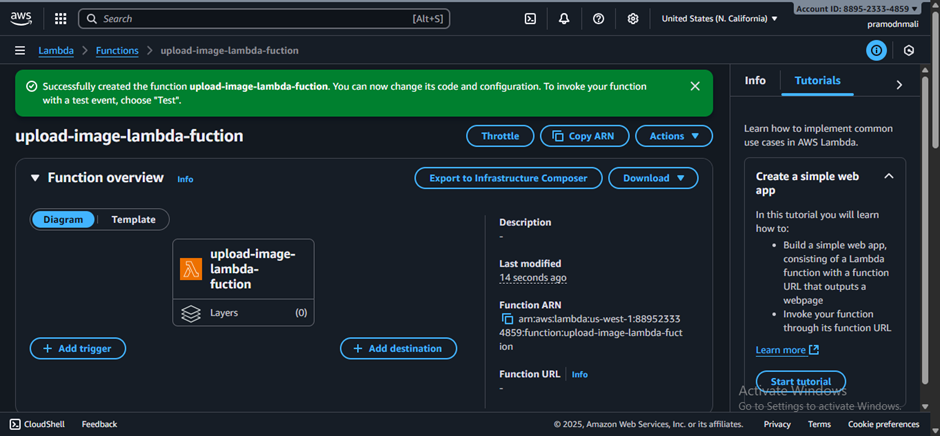 aws
Search
[Alt+S]
United States (N. California)
Account ID: 8895-2333-4859
pramodnmali
Lambda
Functions
upload-image-lambda-fuction
Successfully created the function upload-image-lambda-fuction. You can now change its code and configuration. To invoke your function
with a test event, choose "Test".
upload-image-lambda-fuction
Throttle
Copy ARN
Actions
Function overview
Info
Export to Infrastructure Composer
Download
Diagram
Template
upload-image-
lambda-
fuction
Layers
(0)
Add trigger
Add destination
Description
-
Last modified
14 seconds ago
Function ARN
arn:aws:lambda:us-west-1:88952333
4859:function:upload-image-lambda-fuct
ion
Function URL
Info
-
Info
Tutorials
Learn how to implement common
use cases in AWS Lambda.
Create a simple web
app
In this tutorial you will learn
how to:
• Build a simple web app,
consisting of a Lambda
function with a function
URL that outputs a
webpage
• Invoke your function
through its function URL
Learn more
Start tutorial
Activate Windows
Go to Settings to activate Windows.
CloudShell
Feedback
© 2025, Amazon Web Services, Inc. or its affiliates.
Privacy
Terms
Cookie preferences